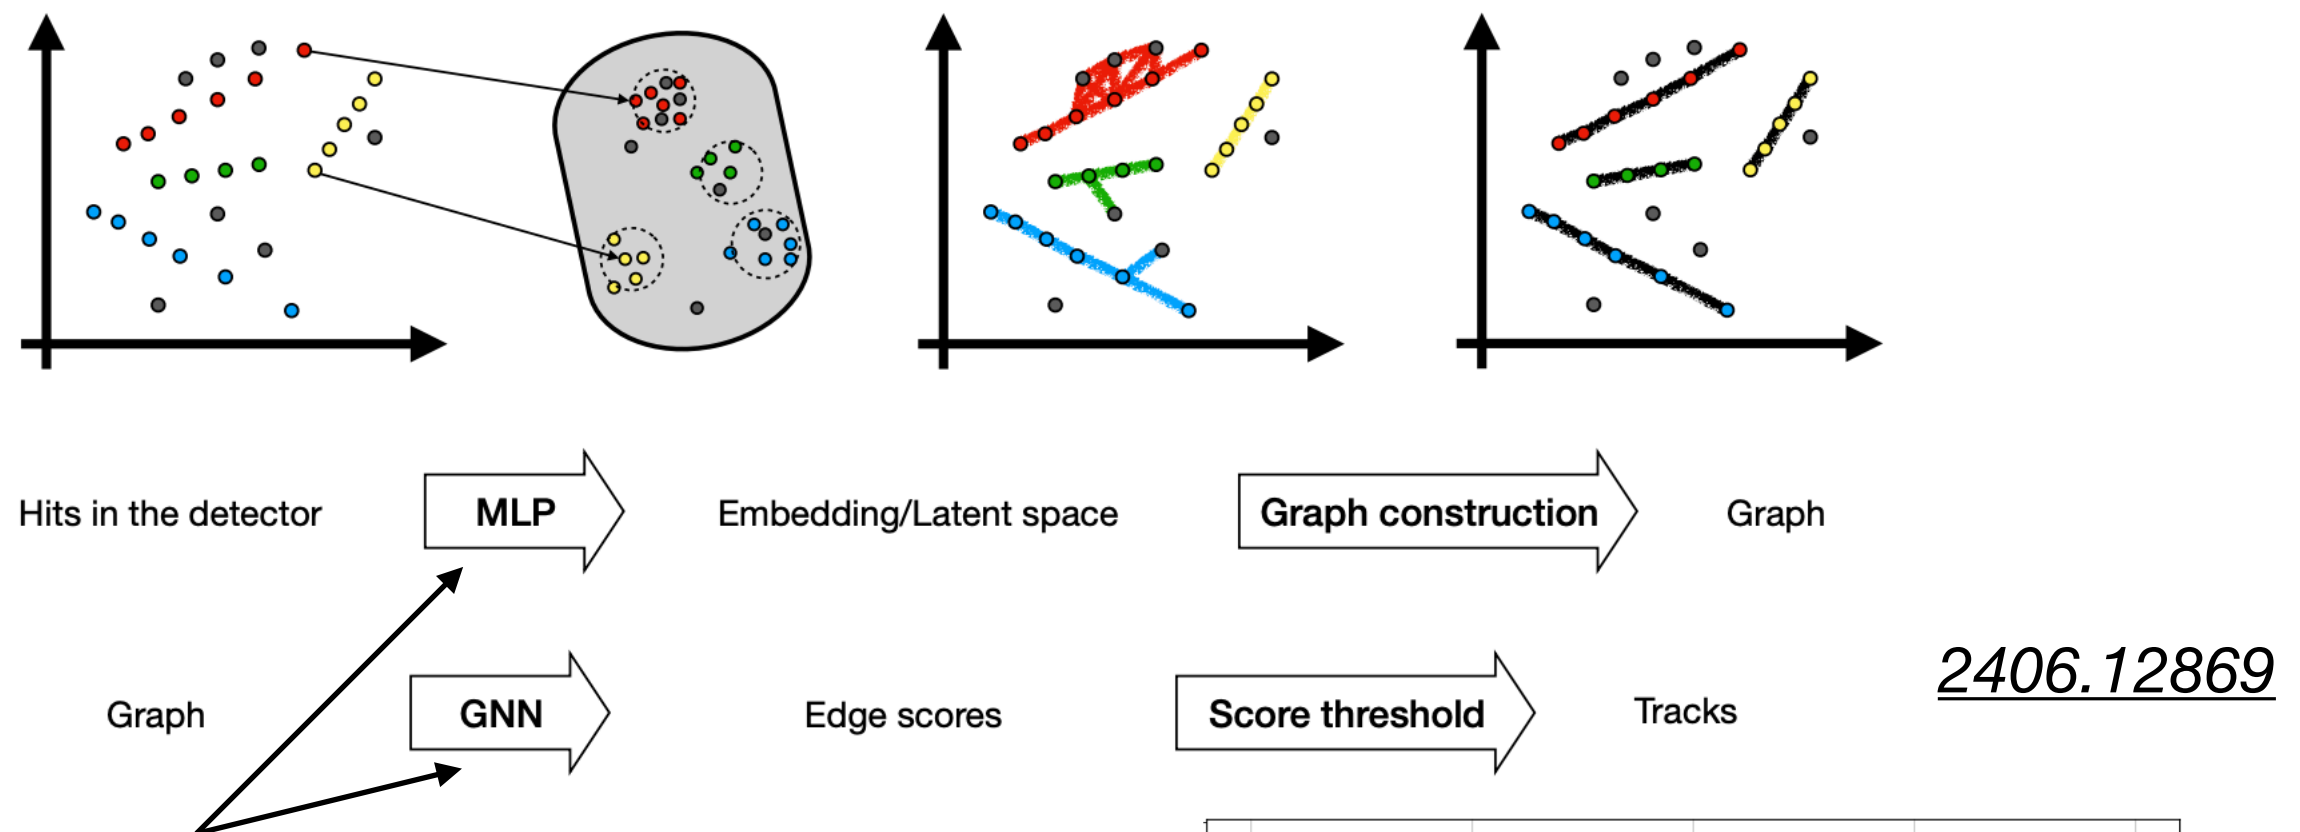 Hits in the detector
MLP
Embedding/Latent space
Graph construction
Graph
Graph
GNN
Edge scores
Score threshold
Tracks
2406.12869